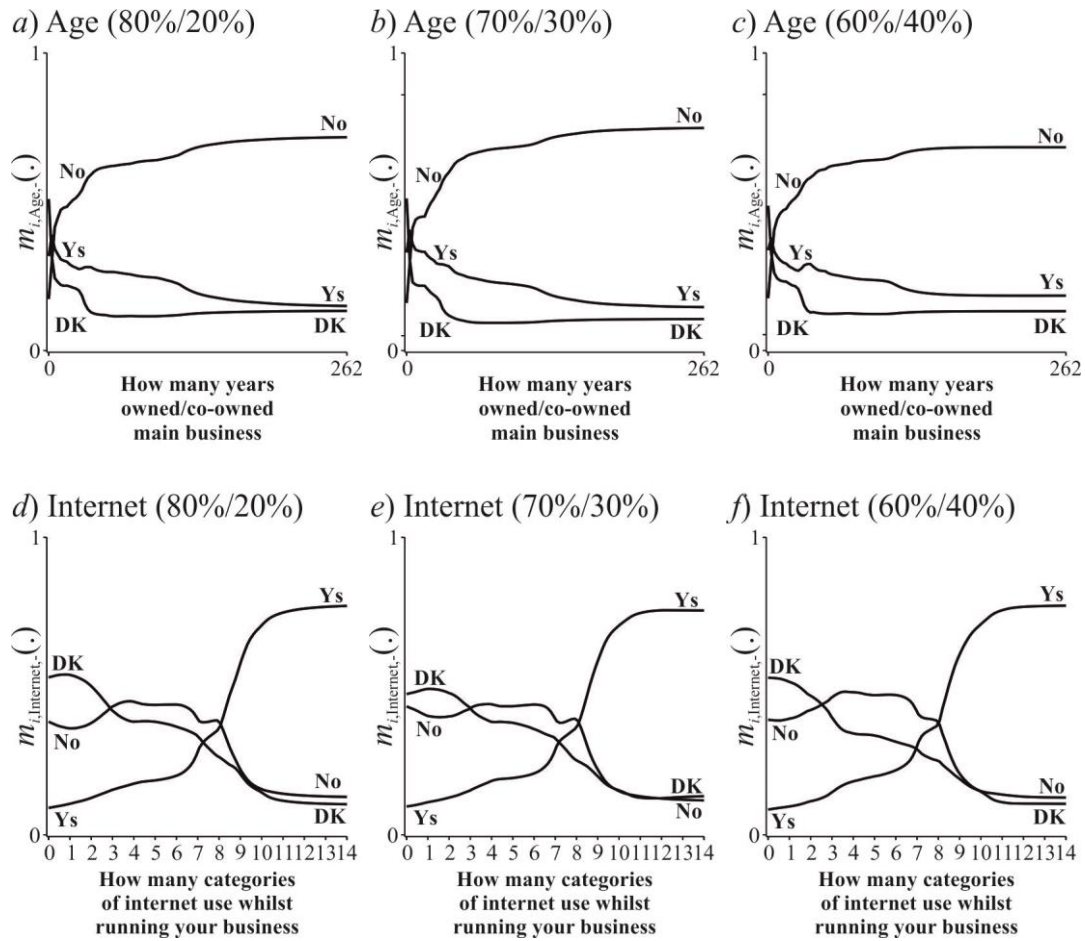 a) Age (80%/20%)
b) Age (70%/30%)
c) Age (60%/40%)
1
No
No
Ys
Ys
DK
DK
0
m i,Age,- (.)
0
262
How many years
owned/co-owned
main business
1
No
No
Ys
Ys
DK
DK
0
m i,Age,- (.)
0
262
How many years
owned/co-owned
main business
1
No
No
Ys
Ys
DK
DK
0
m i,Age,- (.)
0
262
How many years
owned/co-owned
main business
d) Internet (80%/20%)
e) Internet (70%/30%)
f) Internet (60%/40%)
1
Ys
DK
No
No
Ys
DK
0
m i,Internet,- (.)
0 1 2 3 4 5 6 7 8 9 10 11 12 13 14
How many categories
of internet use whilst
running your business
1
Ys
DK
No
DK
Ys
No
0
m i,Internet,- (.)
0 1 2 3 4 5 6 7 8 9 10 11 12 13 14
How many categories
of internet use whilst
running your business
1
Ys
DK
No
No
Ys
DK
0
m i,Internet,- (.)
0 1 2 3 4 5 6 7 8 9 10 11 12 13 14
How many categories
of internet use whilst
running your business